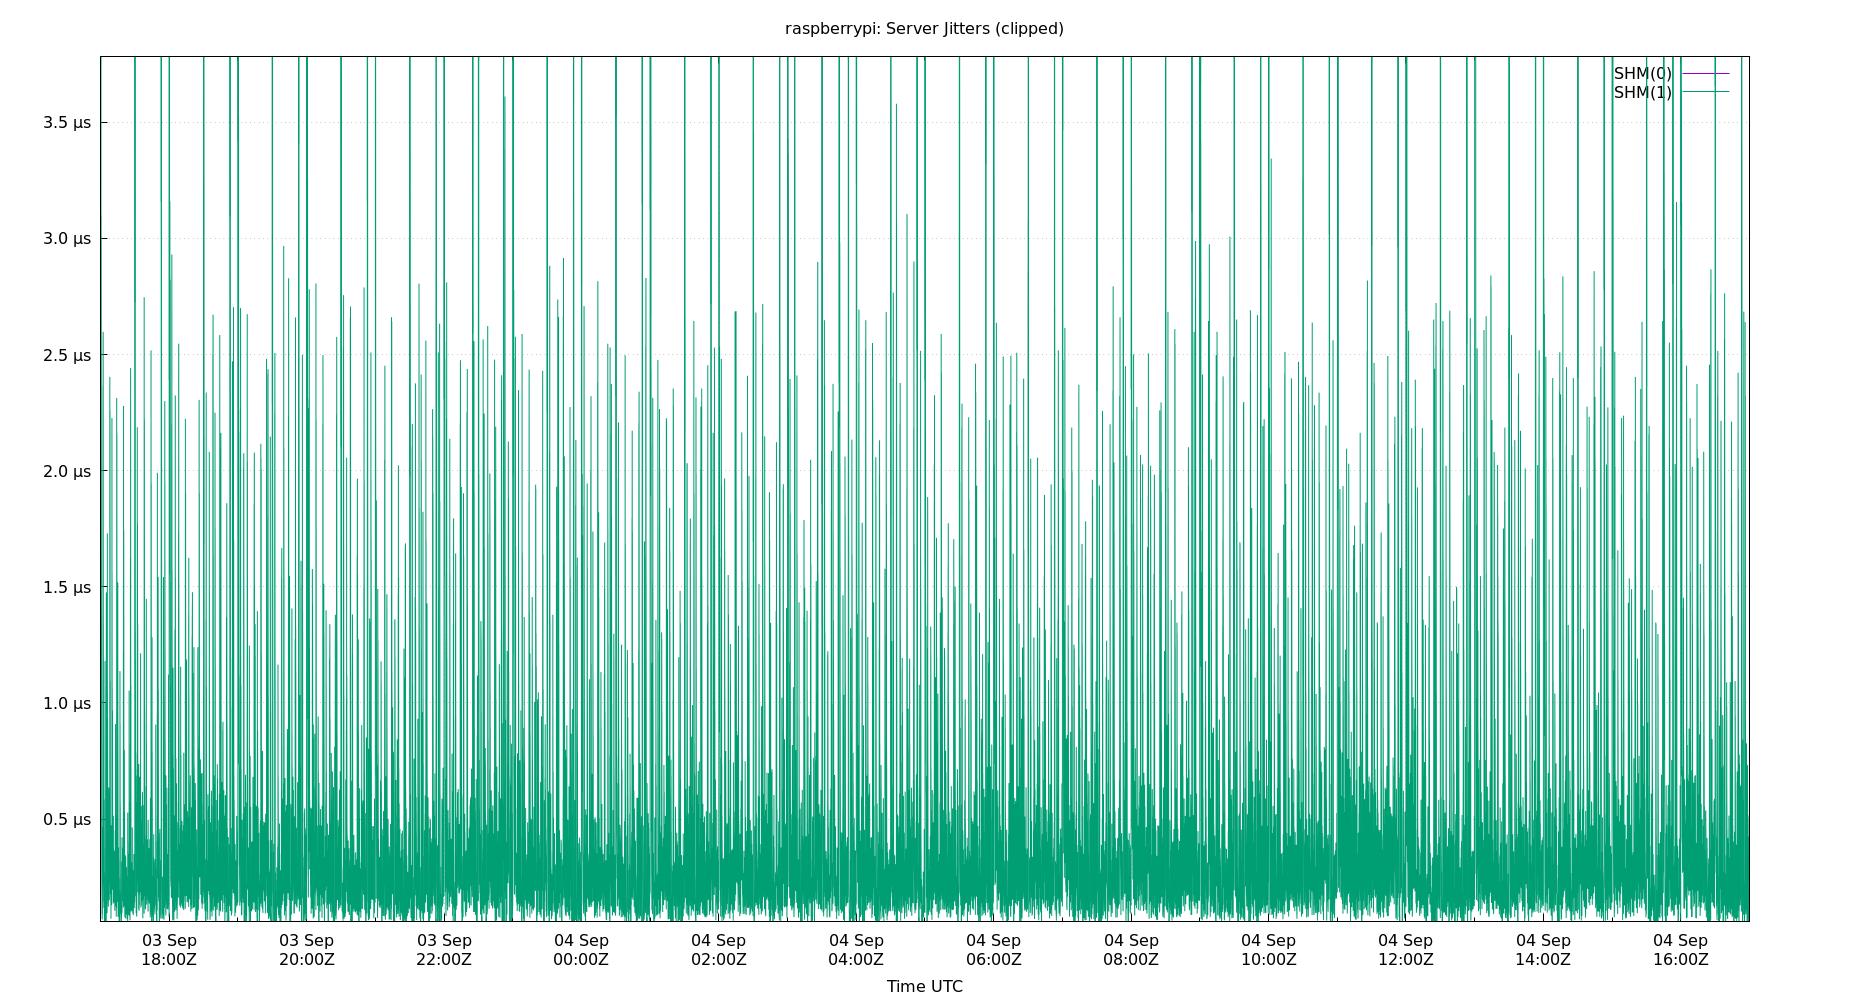 raspberrypi: Server Jitters (clipped)
SHM(0)
SHM(1)
3.5 µs
3.0 µs
2.5 µs
2.0 µs
1.5 µs
1.0 µs
0.5 µs
03 Sep 03 Sep 03 Sep 04 Sep 04 Sep 04 Sep 04 Sep 04 Sep 04 Sep 04 Sep 04 Sep 04 Sep
18:00Z 20:00Z 22:00Z 00:00Z 02:00Z 04:00Z 06:00Z 08:00Z 10:00Z 12:00Z 14:00Z 16:00Z
Time UTC